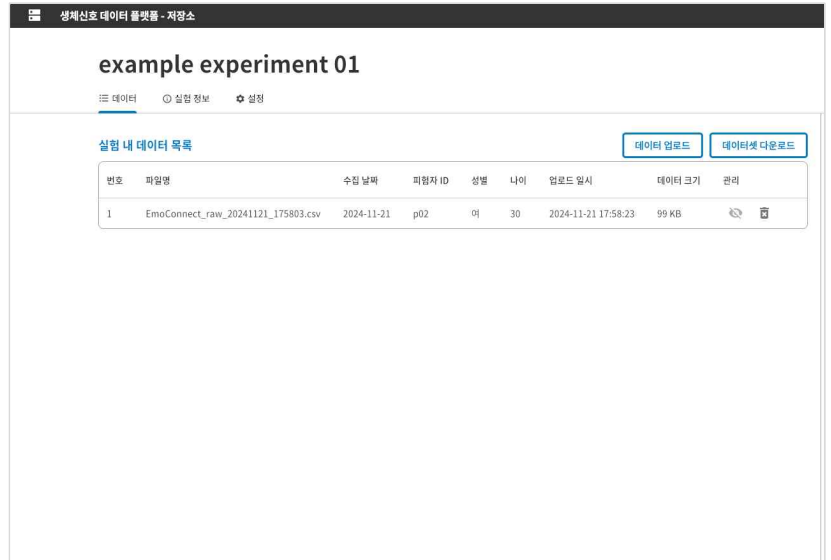 생체신호 데이터 플랫폼 - 저장소
example experiment 01
데이터 실험 정보 설정
실험 내 데이터 목록 데이터 업로드 데이터셋 다운로드
번호 파일명 수집 날짜 피험자 ID 성별 나이 업로드 일시 데이터 크기 관리
1 EmoConnect_raw_20241121_175803.csv 2024-11-21 p02 여 30 2024-11-21 17:58:23 99 KB